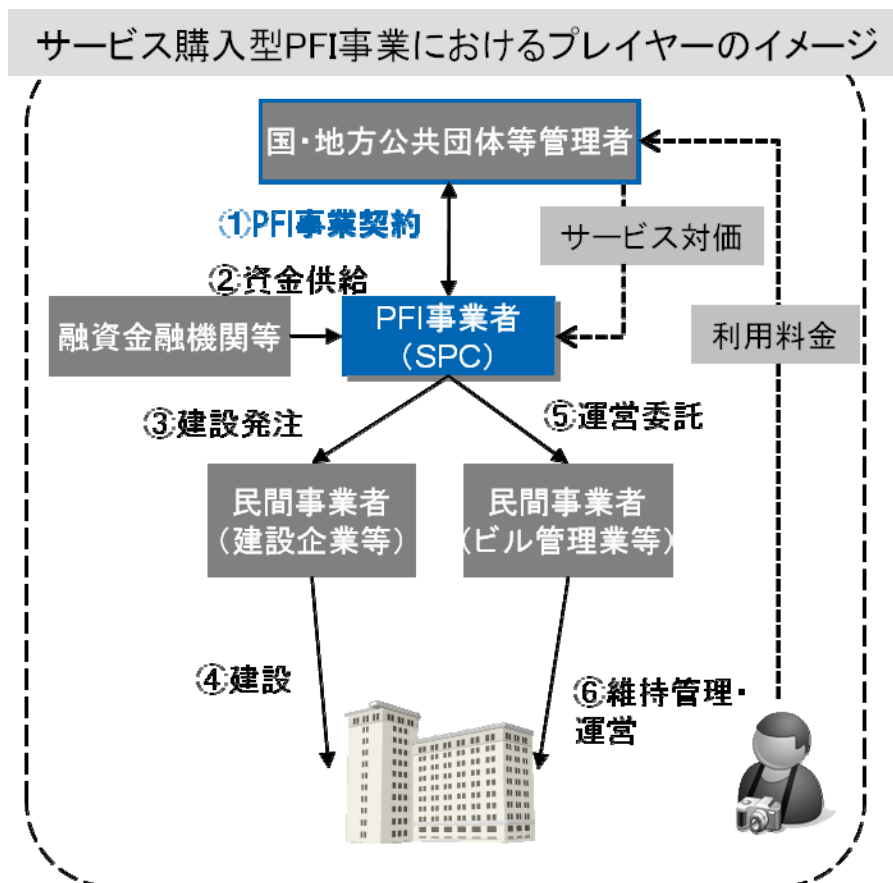 サービス購入型PFI事業におけるプレイヤーのイメージ
国・地方公共団体等管理者
①PFI事業契約
サービス対価
②資金供給
融資金融機関等
PFI事業者
(SPC)
利用料金
③建設発注
⑤運営委託
民間事業者
(建設企業等)
民間事業者
(ビル管理業等)
④建設
⑥維持管理・
運営